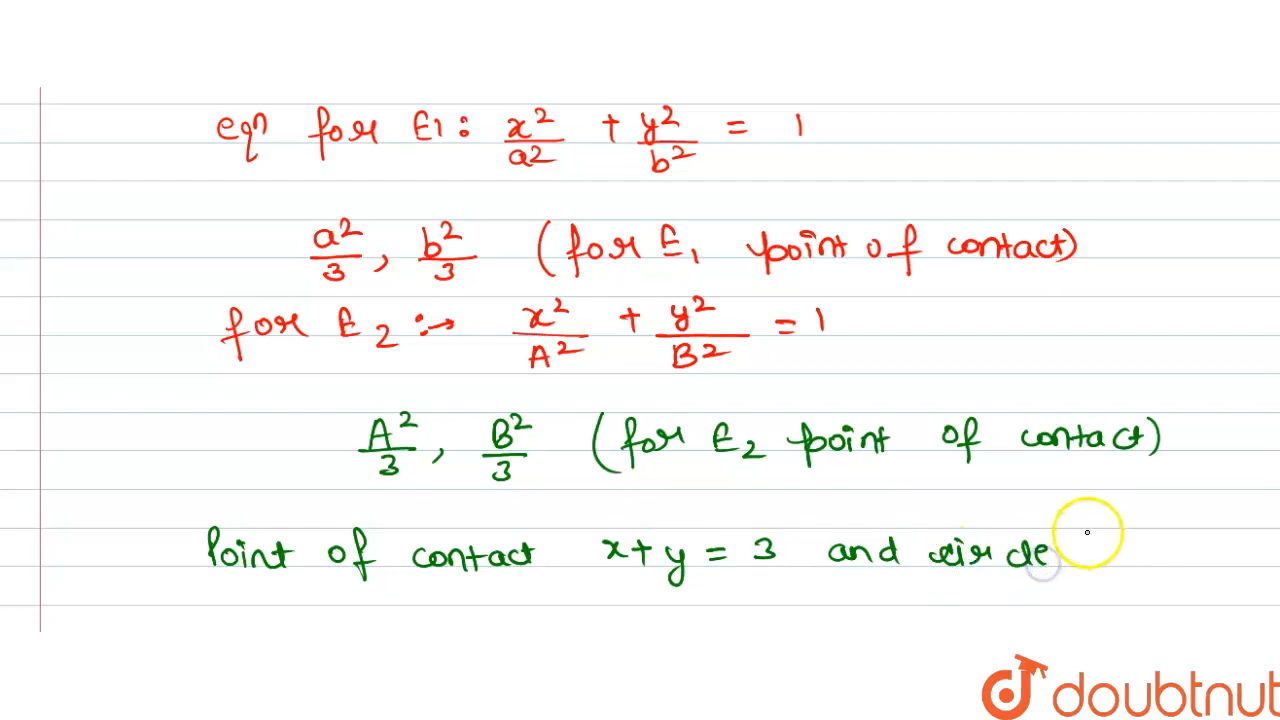 eqn for E1: x²/a² + y²/b² = 1
a²/3, b²/3 (for E₁ point of contact)
for E₂ :→ x²/A² + y²/B² = 1
A²/3, B²/3 (for E₂ point of contact)
Point of contact x + y = 3 and circle
doubtnut